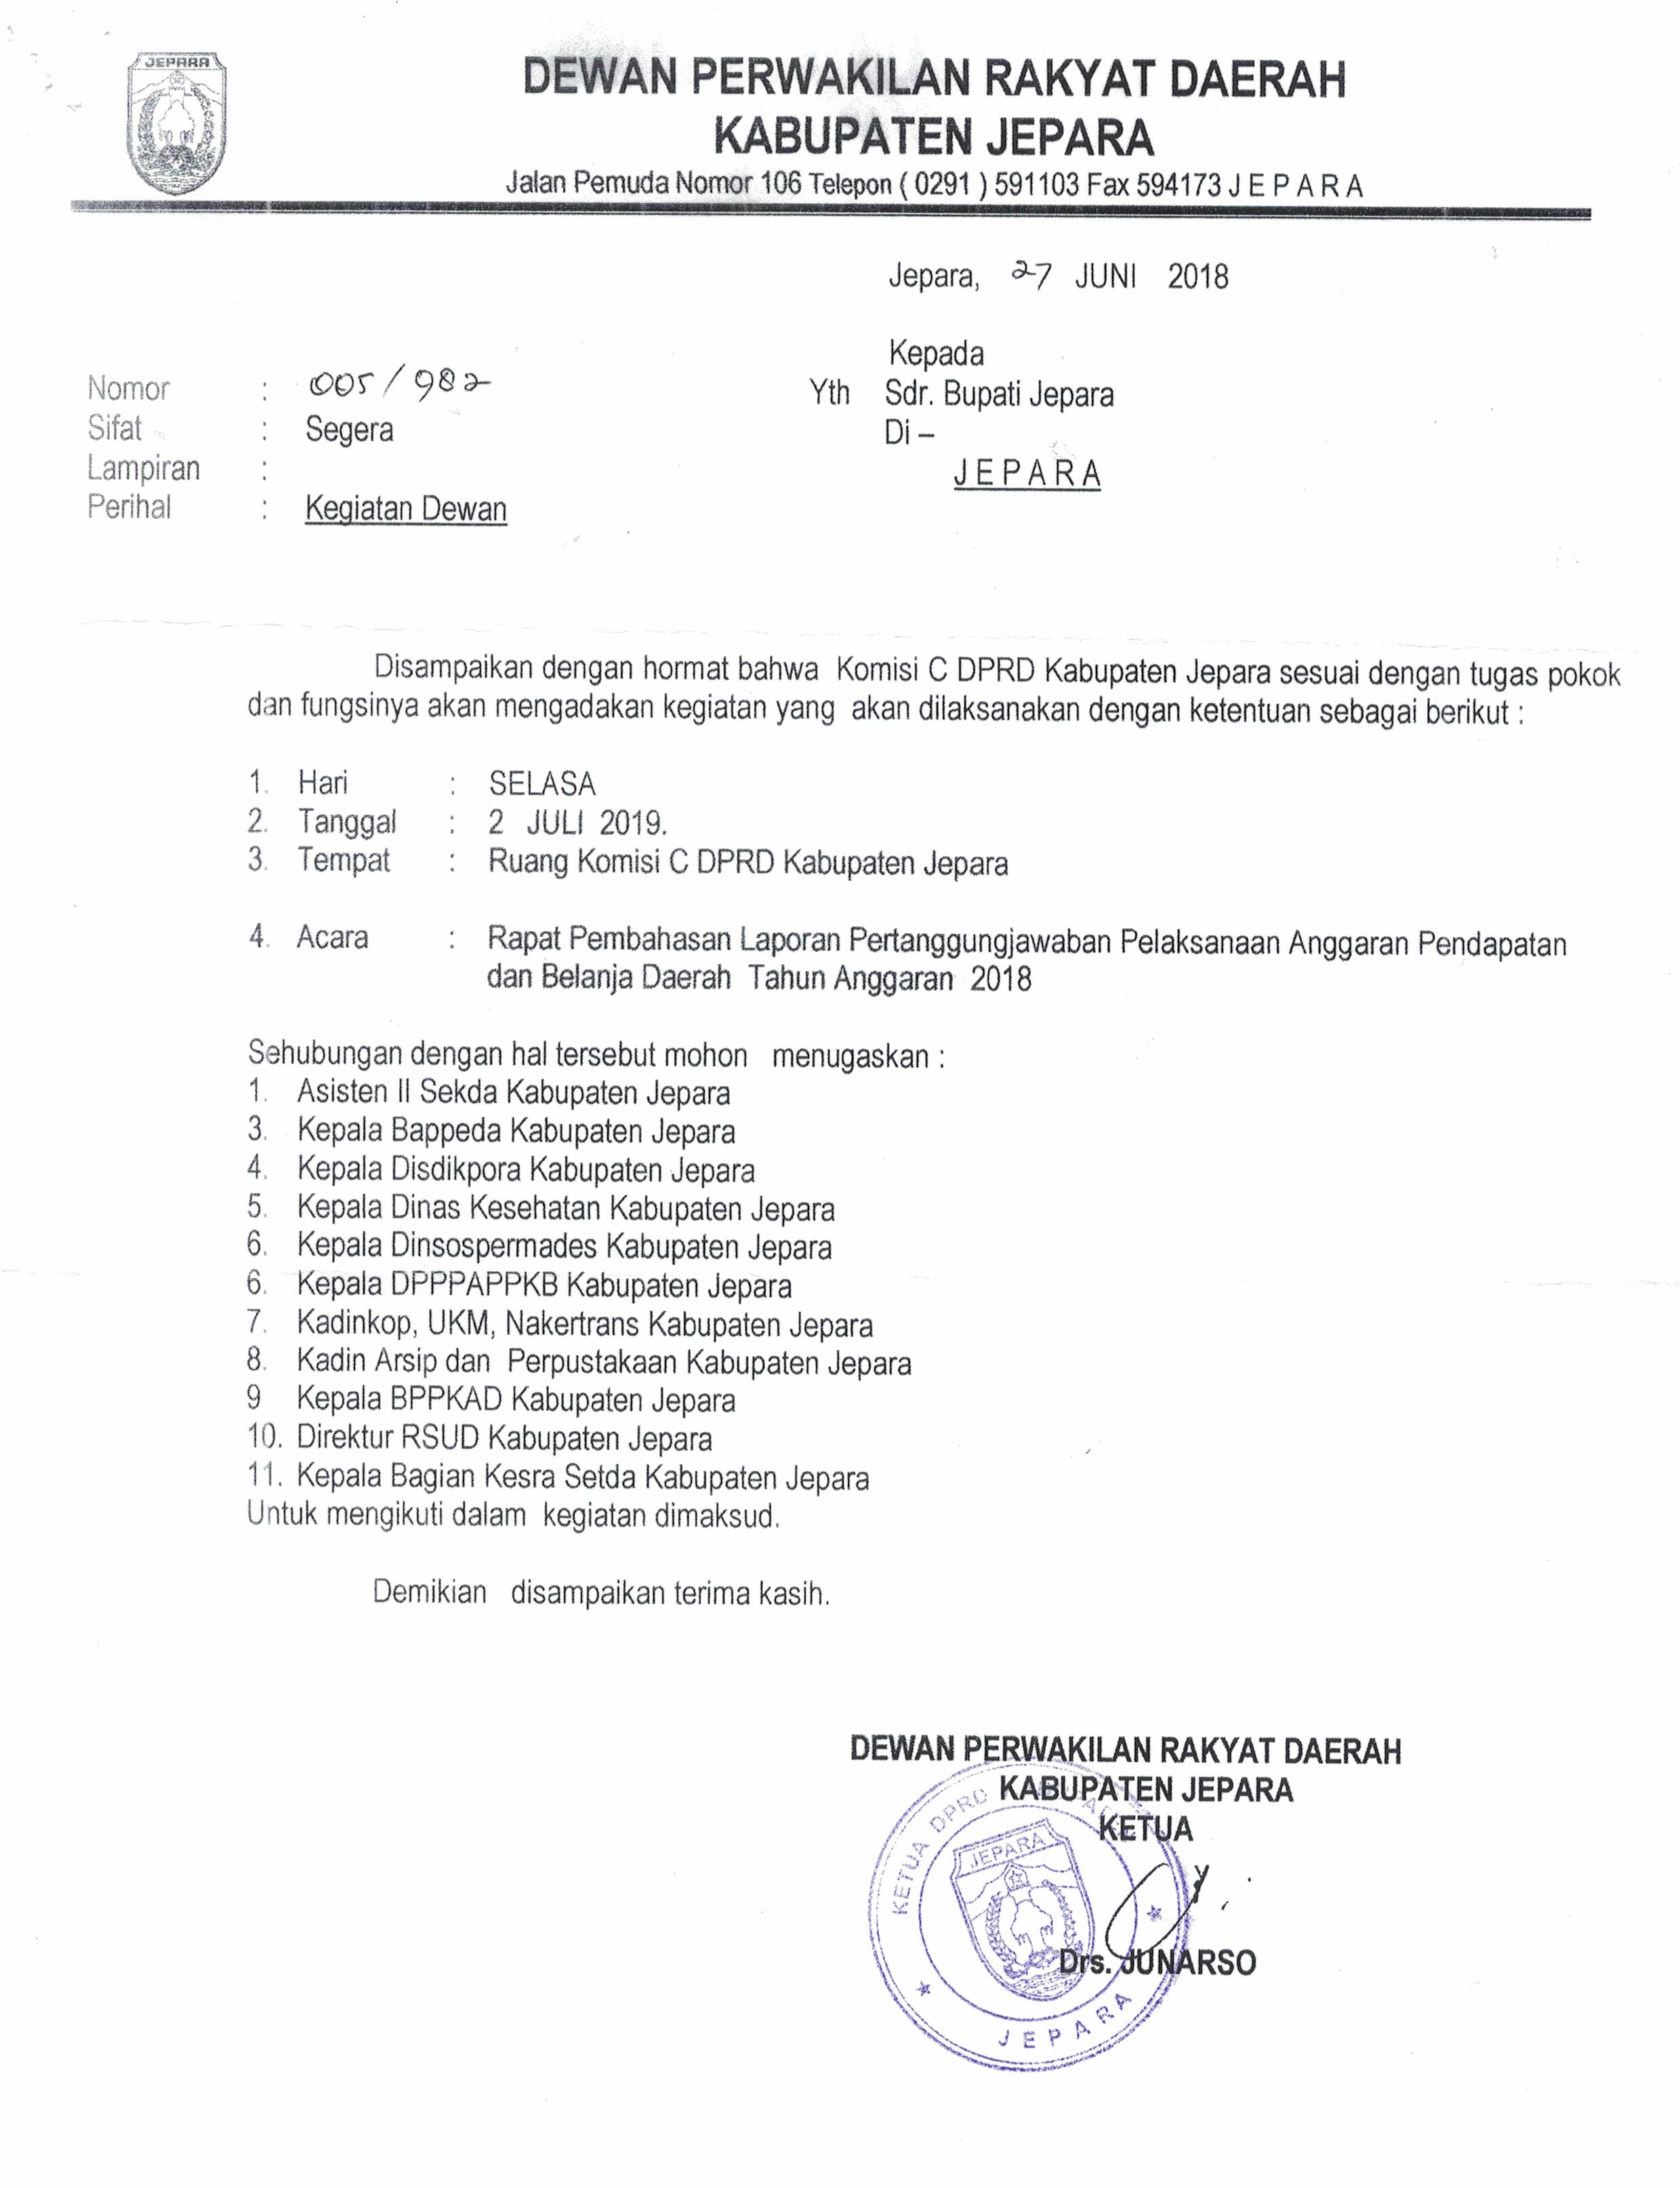 JEPARA
DEWAN PERWAKILAN RAKYAT DAERAH
KABUPATEN JEPARA
Jalan Pemuda Nomor 106 Telepon ( 0291 ) 591103 Fax 594173 J E P A R A
Jepara, 27 JUNI 2018
Kepada
Nomor : 005/982 Yth Sdr. Bupati Jepara
Sifat : Segera Di –
Lampiran : J E P A R A
Perihal : Kegiatan Dewan
Disampaikan dengan hormat bahwa Komisi C DPRD Kabupaten Jepara sesuai dengan tugas pokok
dan fungsinya akan mengadakan kegiatan yang akan dilaksanakan dengan ketentuan sebagai berikut :
1. Hari : SELASA
2. Tanggal : 2 JULI 2019.
3. Tempat : Ruang Komisi C DPRD Kabupaten Jepara
4. Acara : Rapat Pembahasan Laporan Pertanggungjawaban Pelaksanaan Anggaran Pendapatan
dan Belanja Daerah Tahun Anggaran 2018
Sehubungan dengan hal tersebut mohon menugaskan :
1. Asisten II Sekda Kabupaten Jepara
3. Kepala Bappeda Kabupaten Jepara
4. Kepala Disdikpora Kabupaten Jepara
5. Kepala Dinas Kesehatan Kabupaten Jepara
6. Kepala Dinsospermades Kabupaten Jepara
6. Kepala DPPPAPPKB Kabupaten Jepara
7. Kadinkop, UKM, Nakertrans Kabupaten Jepara
8. Kadin Arsip dan Perpustakaan Kabupaten Jepara
9 Kepala BPPKAD Kabupaten Jepara
10. Direktur RSUD Kabupaten Jepara
11. Kepala Bagian Kesra Setda Kabupaten Jepara
Untuk mengikuti dalam kegiatan dimaksud.
Demikian disampaikan terima kasih.
DEWAN PERWAKILAN RAKYAT DAERAH
KABUPATEN JEPARA
KETUA
KETUA DPRD
JEPARA
Drs. JUNARSO
JEPARA